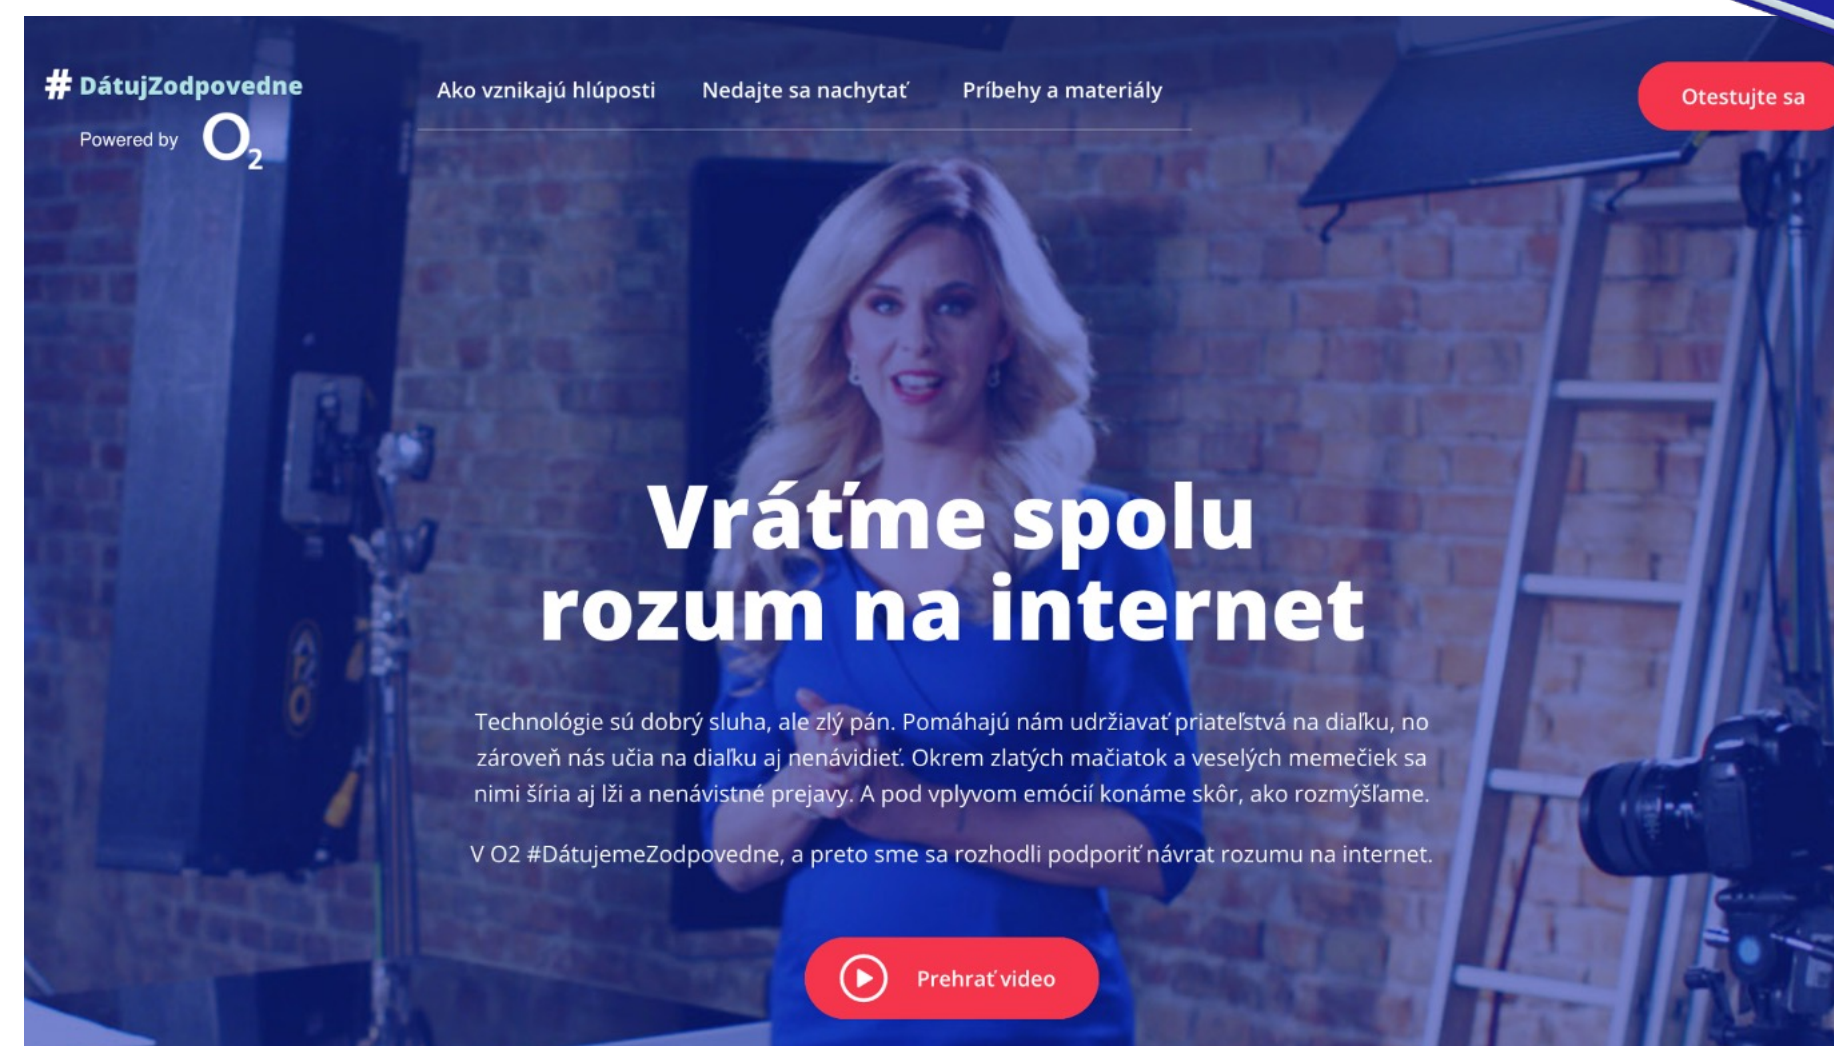 # DátujZodpovedne
Powered by O2
Ako vznikajú hlúposti Nedajte sa nachytať Príbehy a materiály
Otestujte sa
Vráťme spolu
rozum na internet
Technológie sú dobrý sluha, ale zlý pán. Pomáhajú nám udržiavať priateľstvá na diaľku, no
zároveň nás učia na diaľku aj nenávidieť. Okrem zlatých mačiatok a veselých memečiek sa
nimi šíria aj lži a nenávistné prejavy. A pod vplyvom emócií konáme skôr, ako rozmýšľame.
V O2 #DátujemeZodpovedne, a preto sme sa rozhodli podporiť návrat rozumu na internet.
Prehrať video